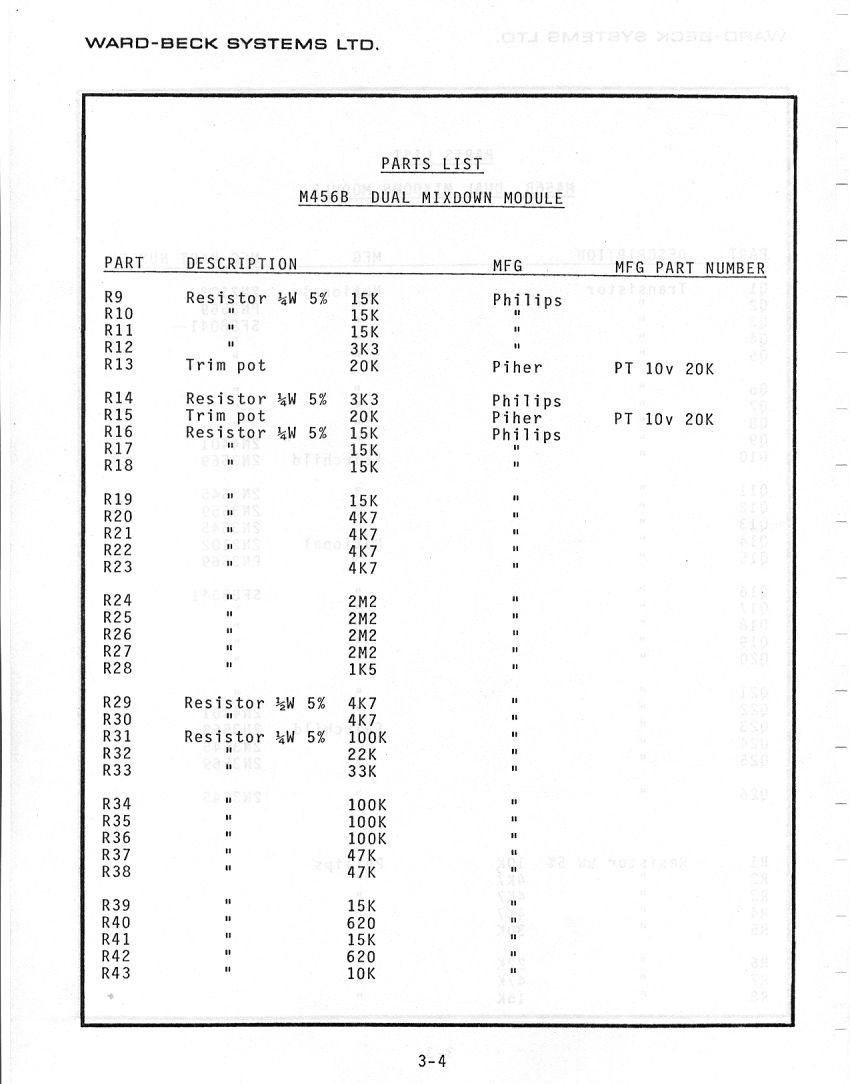 WARD-BECK SYSTEMS LTD.
PARTS LIST
M456B DUAL MIXDOWN MODULE
PART DESCRIPTION MFG MFG PART NUMBER
R9 Resistor ¼W 5% 15K Philips
R10 " 15K "
R11 " 15K "
R12 " 3K3 "
R13 Trim pot 20K Piher PT 10v 20K
R14 Resistor ¼W 5% 3K3 Philips
R15 Trim pot 20K Piher PT 10v 20K
R16 Resistor ¼W 5% 15K Philips
R17 " 15K "
R18 " 15K "
R19 " 15K "
R20 " 4K7 "
R21 " 4K7 "
R22 " 4K7 "
R23 " 4K7 "
R24 " 2M2 "
R25 " 2M2 "
R26 " 2M2 "
R27 " 2M2 "
R28 " 1K5 "
R29 Resistor ½W 5% 4K7 "
R30 " 4K7 "
R31 Resistor ¼W 5% 100K "
R32 " 22K "
R33 " 33K "
R34 " 100K "
R35 " 100K "
R36 " 100K "
R37 " 47K "
R38 " 47K "
R39 " 15K "
R40 " 620 "
R41 " 15K "
R42 " 620 "
R43 " 10K "
3-4